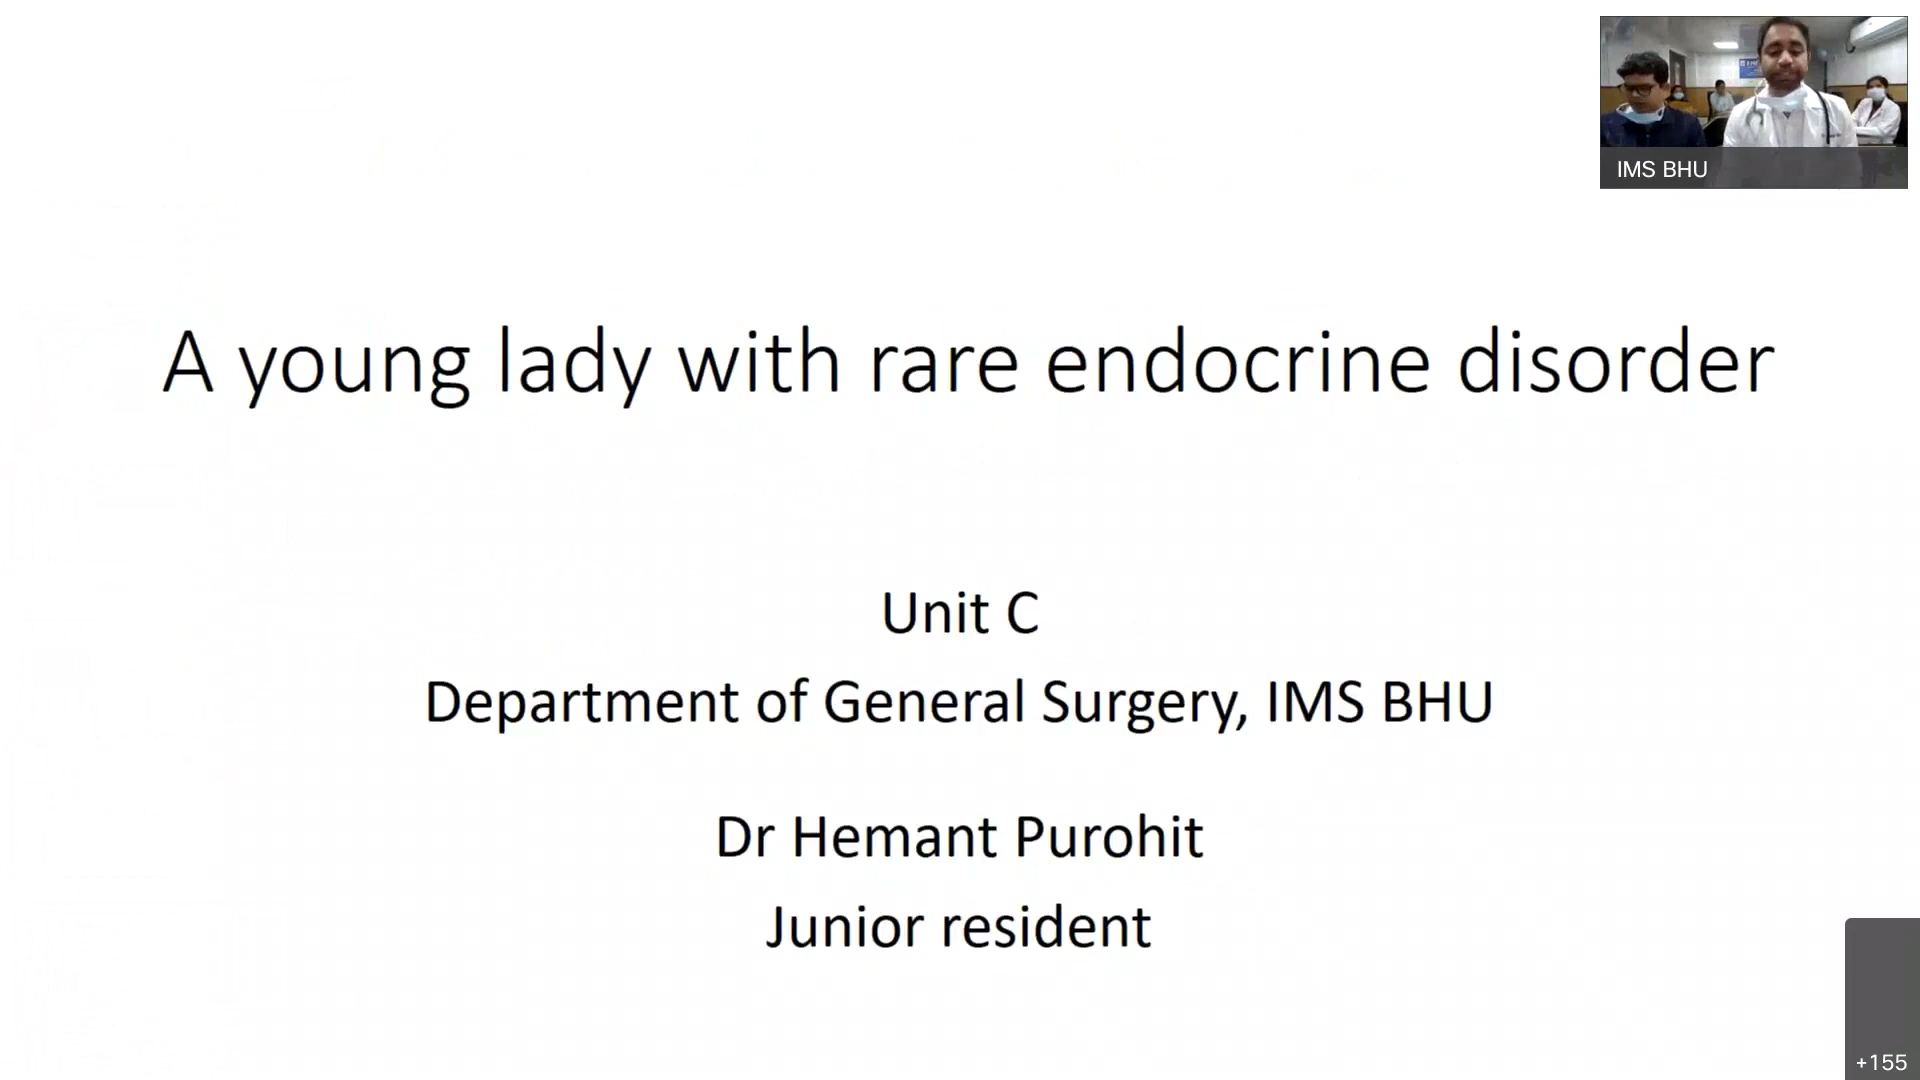 IMS BHU
A young lady with rare endocrine disorder
Unit C
Department of General Surgery, IMS BHU
Dr Hemant Purohit
Junior resident
+155